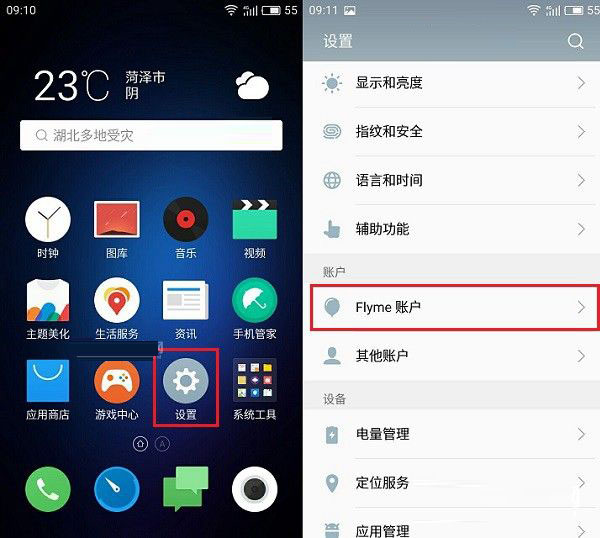 09:10
4G
55
23℃
菏泽市
阴
湖北多地受灾
时钟
图库
音乐
视频
主题美化
生活服务
资讯
手机管家
应用商店
游戏中心
设置
系统工具
A
09:11
4G
55
设置
显示和亮度
指纹和安全
语言和时间
辅助功能
账户
Flyme 账户
其他账户
设备
电量管理
定位服务
应用管理